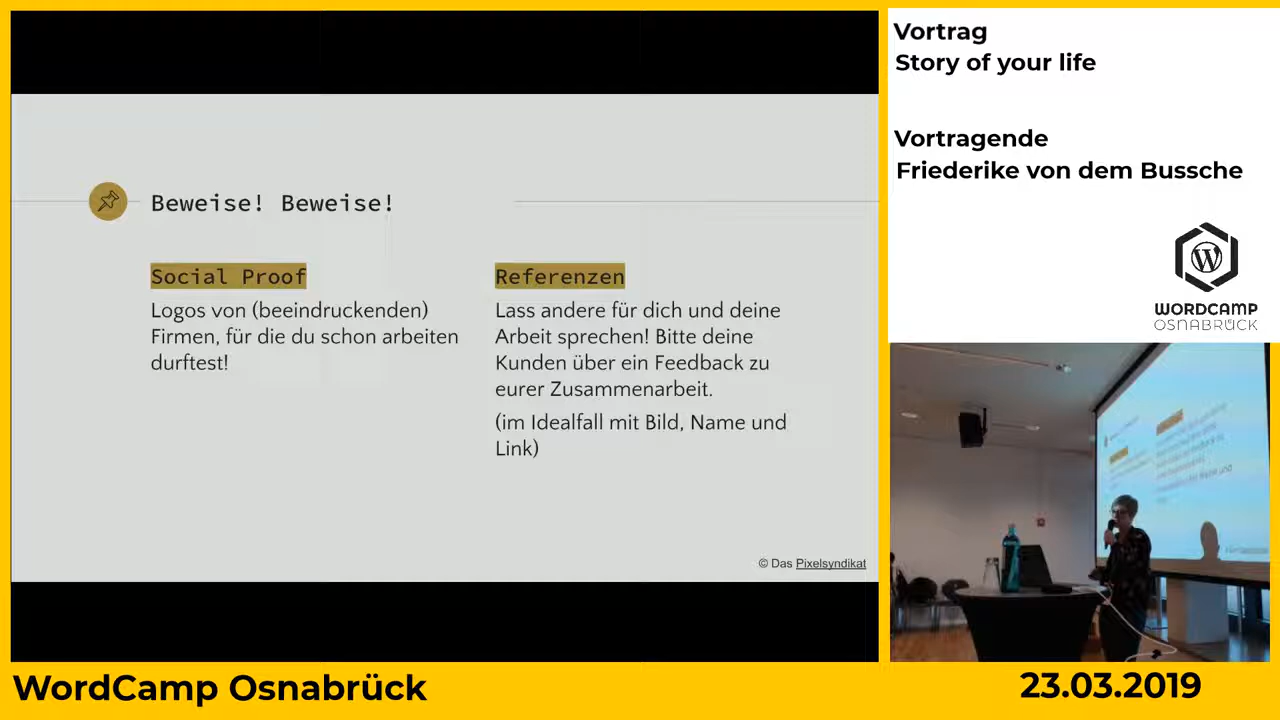 Beweise! Beweise!
Social Proof
Logos von (beeindruckenden)
Firmen, für die du schon arbeiten
durftest!
Referenzen
Lass andere für dich und deine
Arbeit sprechen! Bitte deine
Kunden über ein Feedback zu
eurer Zusammenarbeit.
(im Idealfall mit Bild, Name und
Link)
© Das Pixelsyndikat
Vortrag
Story of your life
Vortragende
Friederike von dem Bussche
WORDCAMP
OSNABRÜCK
WordCamp Osnabrück
23.03.2019